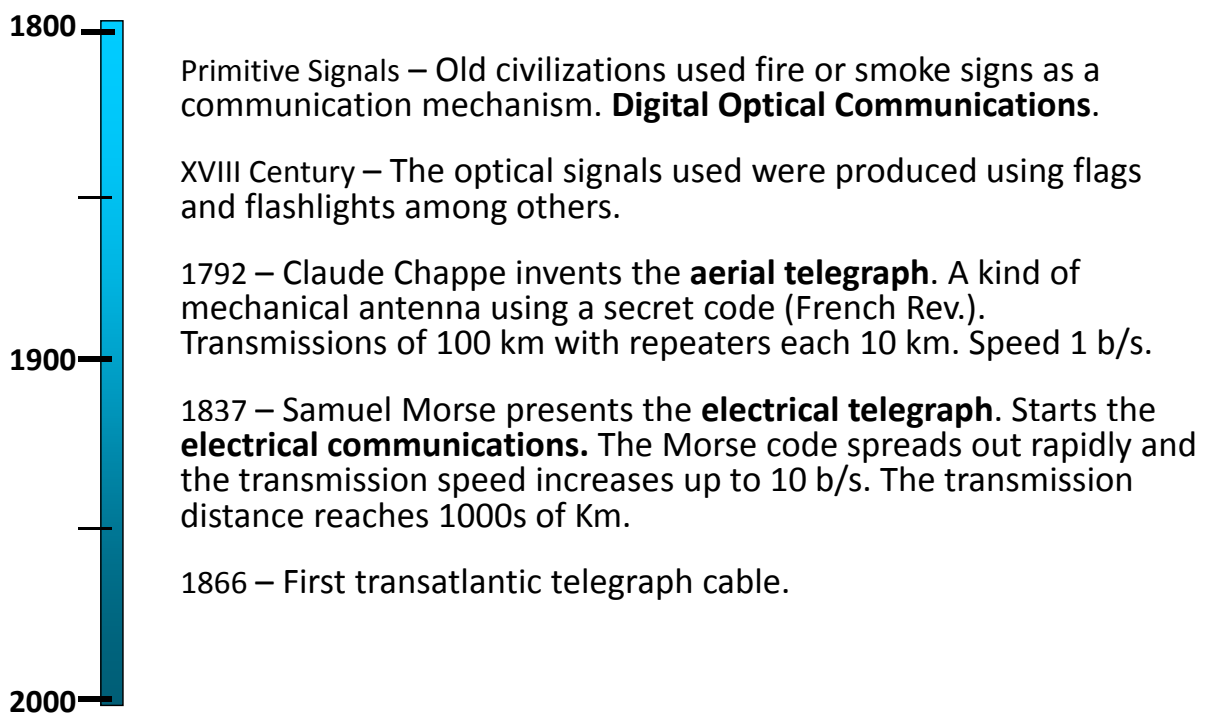 1800
Primitive Signals – Old civilizations used fire or smoke signs as a
communication mechanism. Digital Optical Communications.
XVIII Century – The optical signals used were produced using flags
and flashlights among others.
1792 – Claude Chappe invents the aerial telegraph. A kind of
mechanical antenna using a secret code (French Rev.).
Transmissions of 100 km with repeaters each 10 km. Speed 1 b/s.
1900
1837 – Samuel Morse presents the electrical telegraph. Starts the
electrical communications. The Morse code spreads out rapidly and
the transmission speed increases up to 10 b/s. The transmission
distance reaches 1000s of Km.
1866 – First transatlantic telegraph cable.
2000